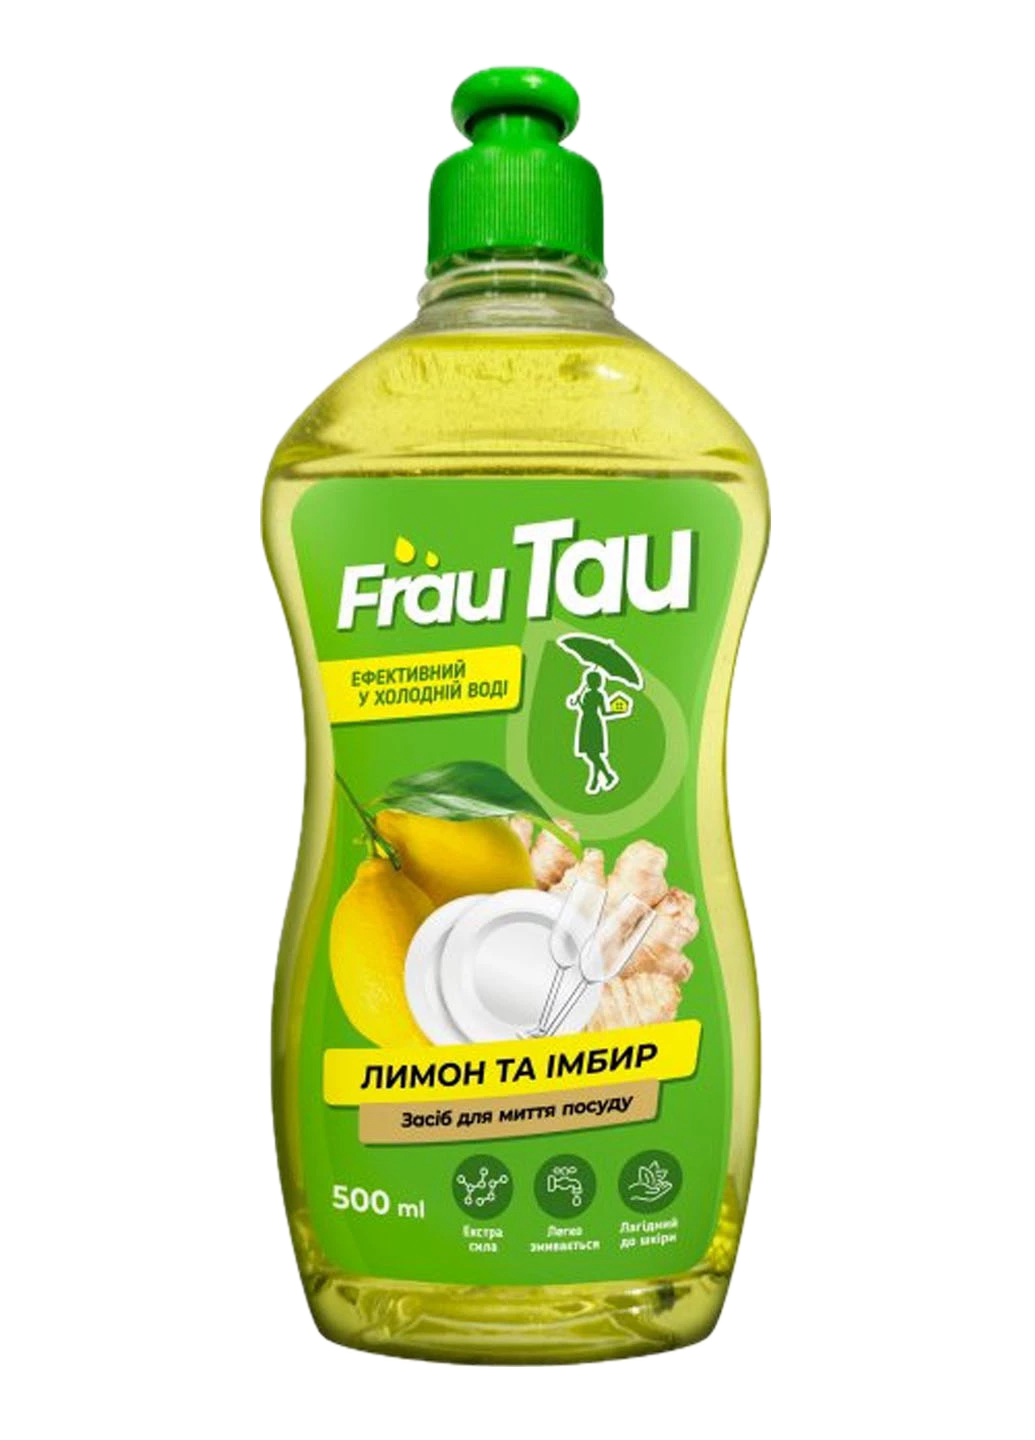 Fräu Tau
ЕФЕКТИВНИЙ
У ХОЛОДНІЙ ВОДІ
ЛИМОН ТА ІМБИР
Засіб для миття посуду
500 ml
Екстра
сила
Легко
змивається
Лагідний
до шкіри